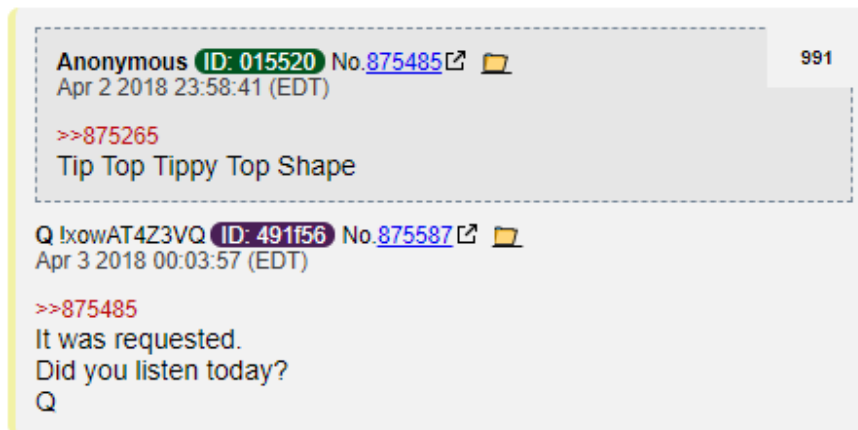 991
Anonymous ID: 015520 No.875485
Apr 2 2018 23:58:41 (EDT)
>>875265
Tip Top Tippy Top Shape
Q !xowAT4Z3VQ ID: 491f56 No.875587
Apr 3 2018 00:03:57 (EDT)
>>875485
It was requested.
Did you listen today?
Q